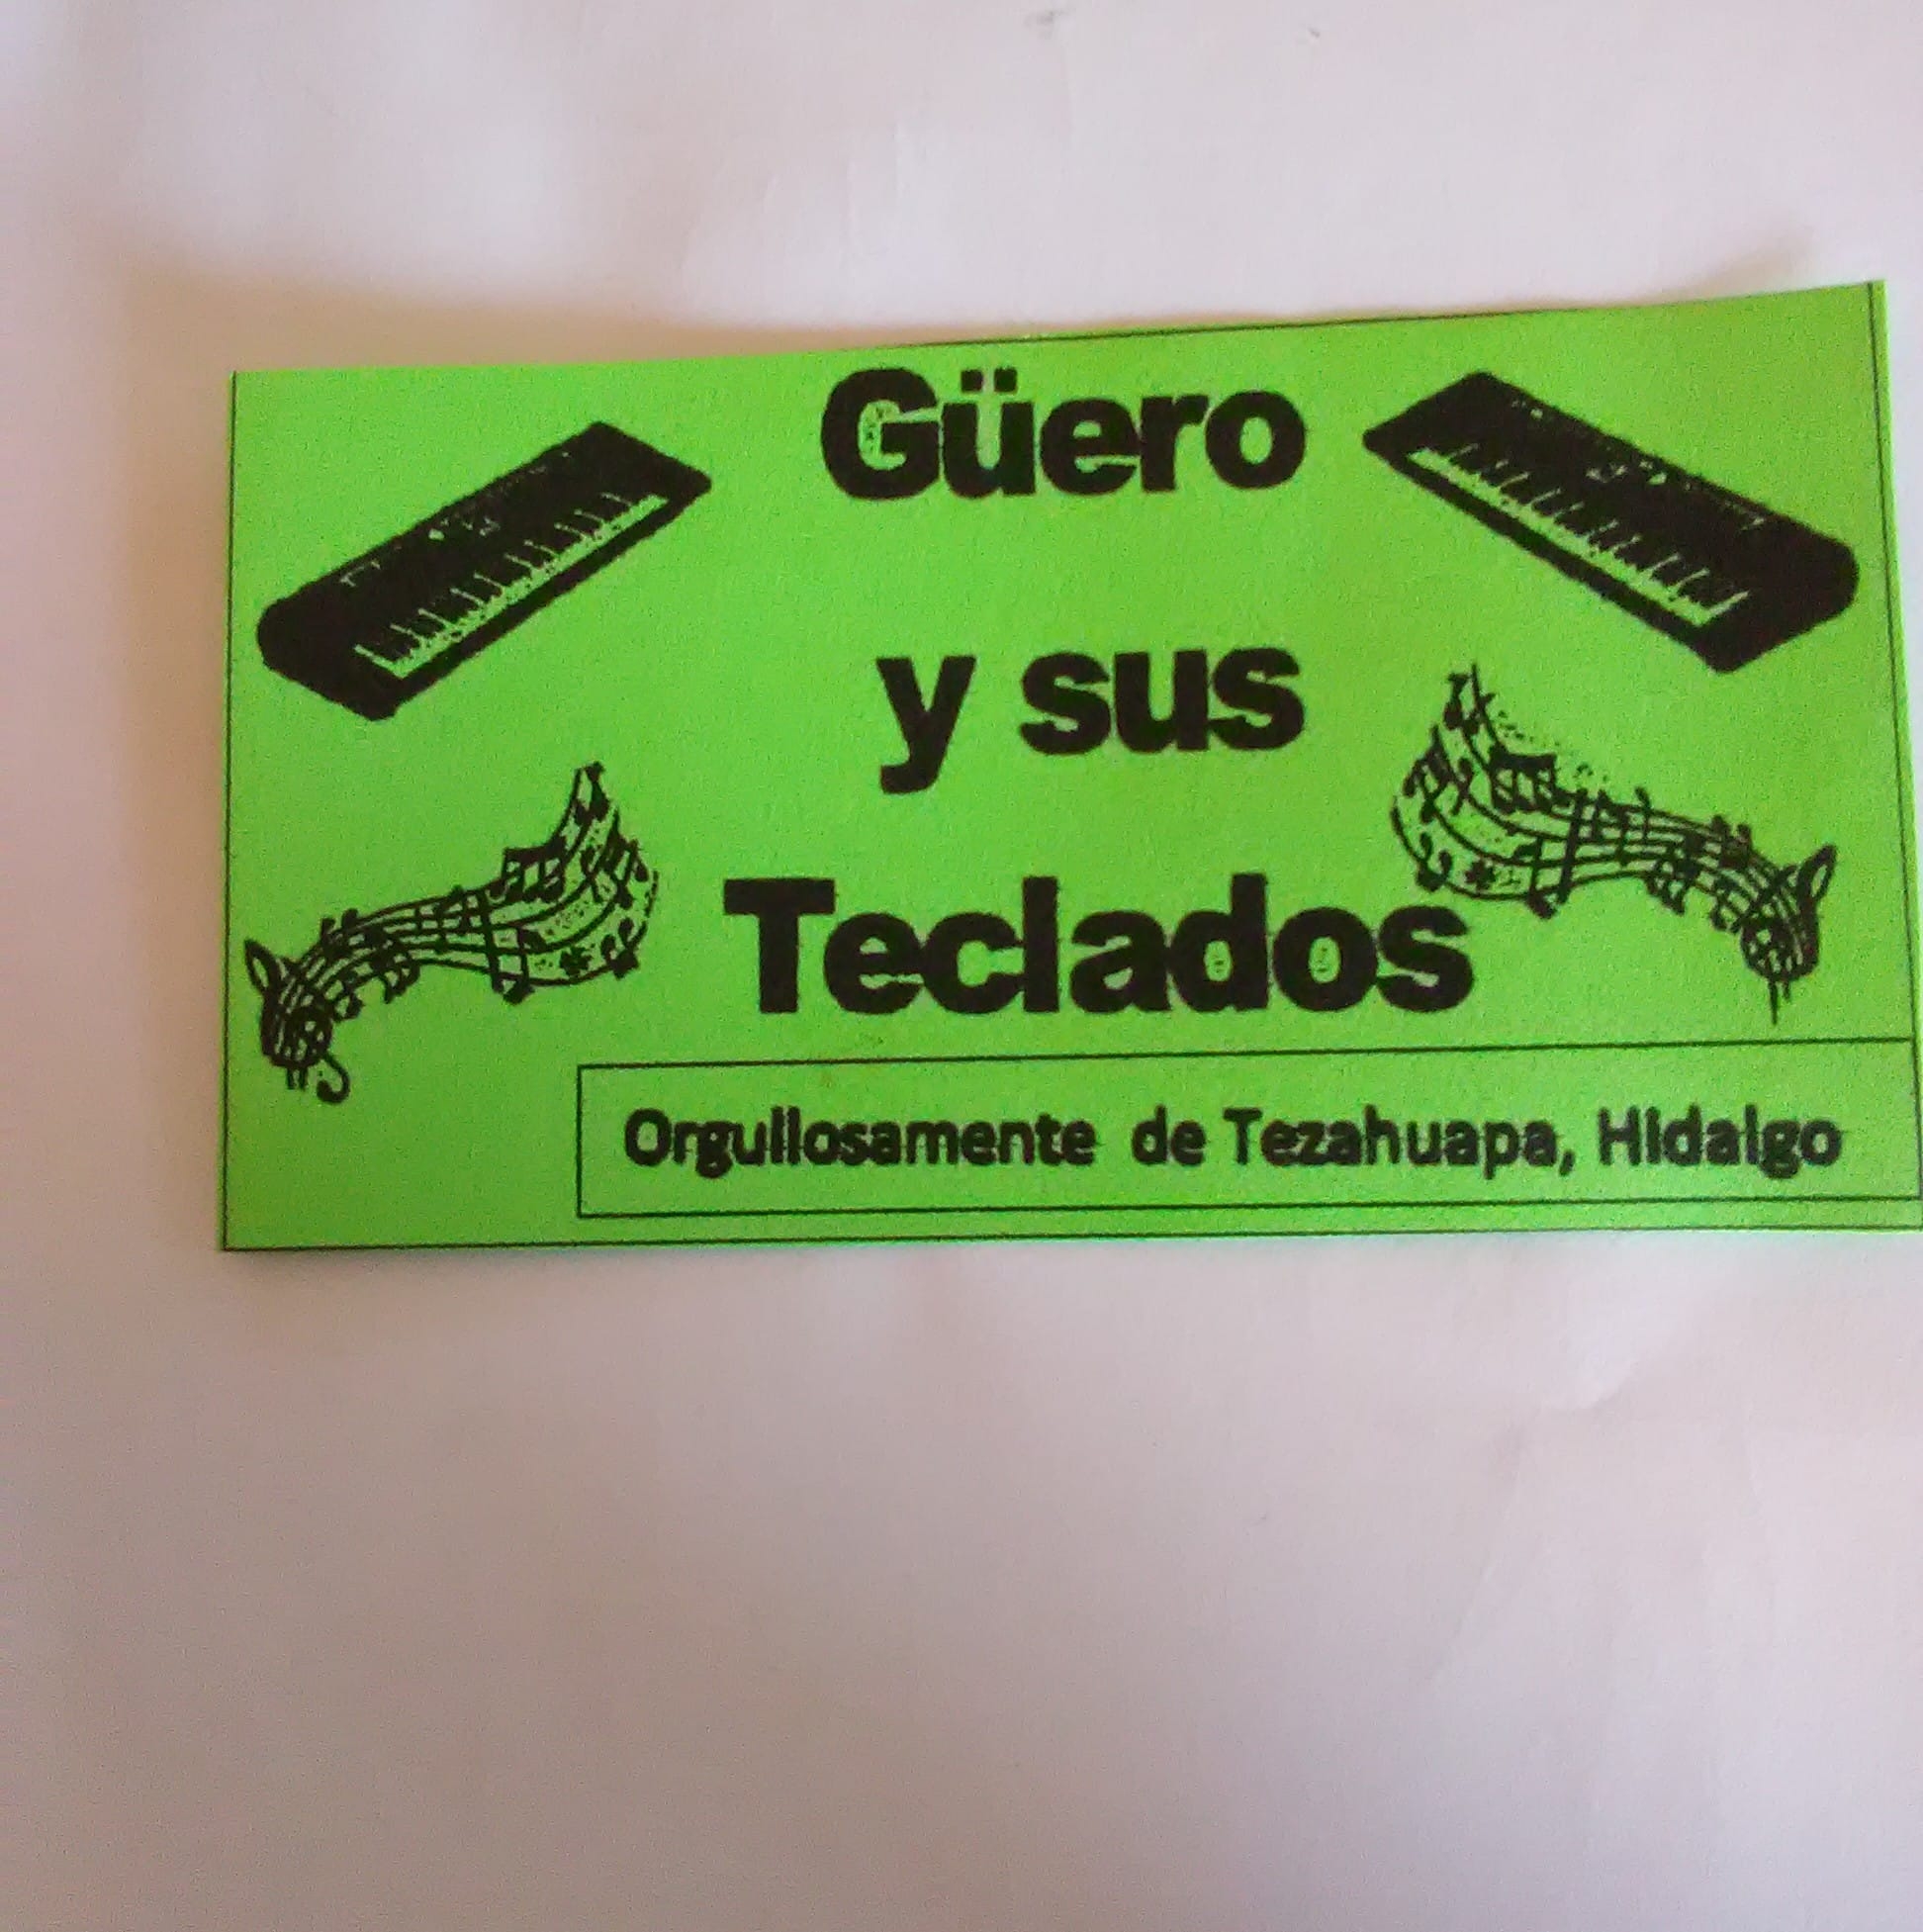 Güero
y sus
Teclados
Orgullosamente de Tezahuapa, Hidalgo